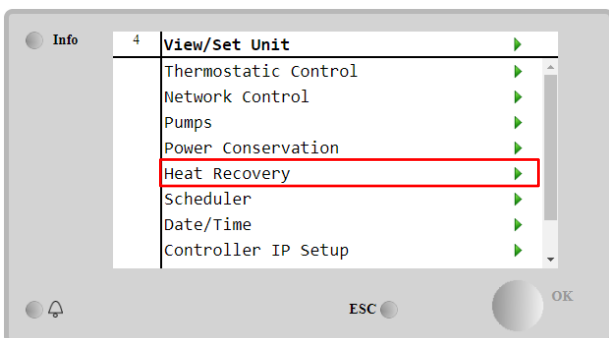 Info
4 View/Set Unit
Thermostatic Control
Network Control
Pumps
Power Conservation
Heat Recovery
Scheduler
Date/Time
Controller IP Setup
ESC
OK